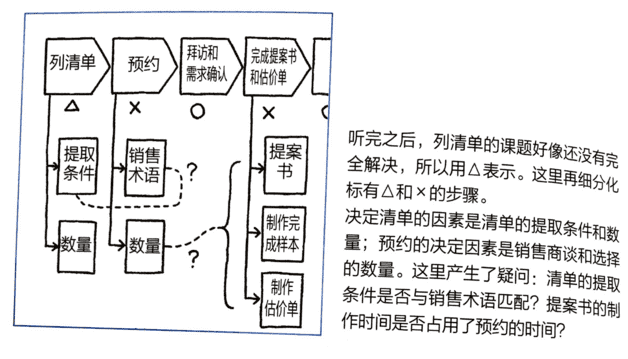 列清单
预约
拜访和
需求确认
完成提案书
和估价单
△
×
○
×
提取
条件
销售
术语
?
提案
书
数量
数量
?
制作完
成样本
制作
估价单
听完之后，列清单的课题好像还没有完
全解决，所以用△表示。这里再细分化
标有△和×的步骤。
决定清单的因素是清单的提取条件和数
量；预约的决定因素是销售商谈和选择
的数量。这里产生了疑问：清单的提取
条件是否与销售术语匹配？提案书的制
作时间是否占用了预约的时间？